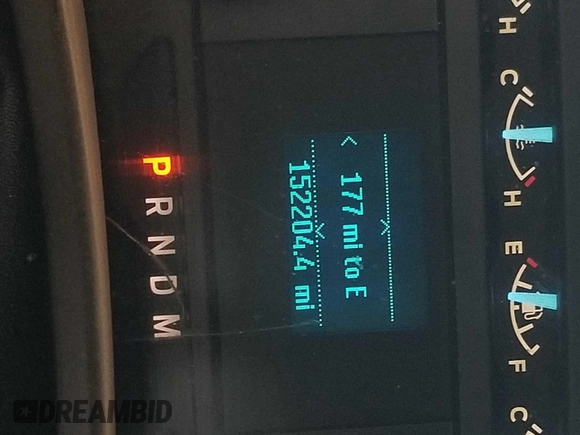 H
C
H
E
F
C
< 177 mi to E
152204.4 mi
P R N D M
DREAMBID